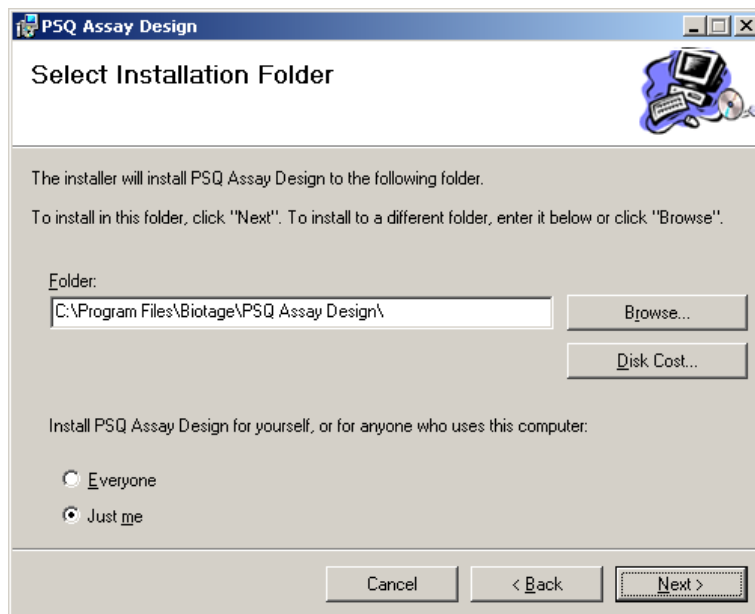 PSQ Assay Design
Select Installation Folder
The installer will install PSQ Assay Design to the following folder.
To install in this folder, click "Next". To install to a different folder, enter it below or click "Browse".
Folder:
C:\Program Files\Biotage\PSQ Assay Design\
Browse...
Disk Cost...
Install PSQ Assay Design for yourself, or for anyone who uses this computer:
Everyone
Just me
Cancel
< Back
Next >